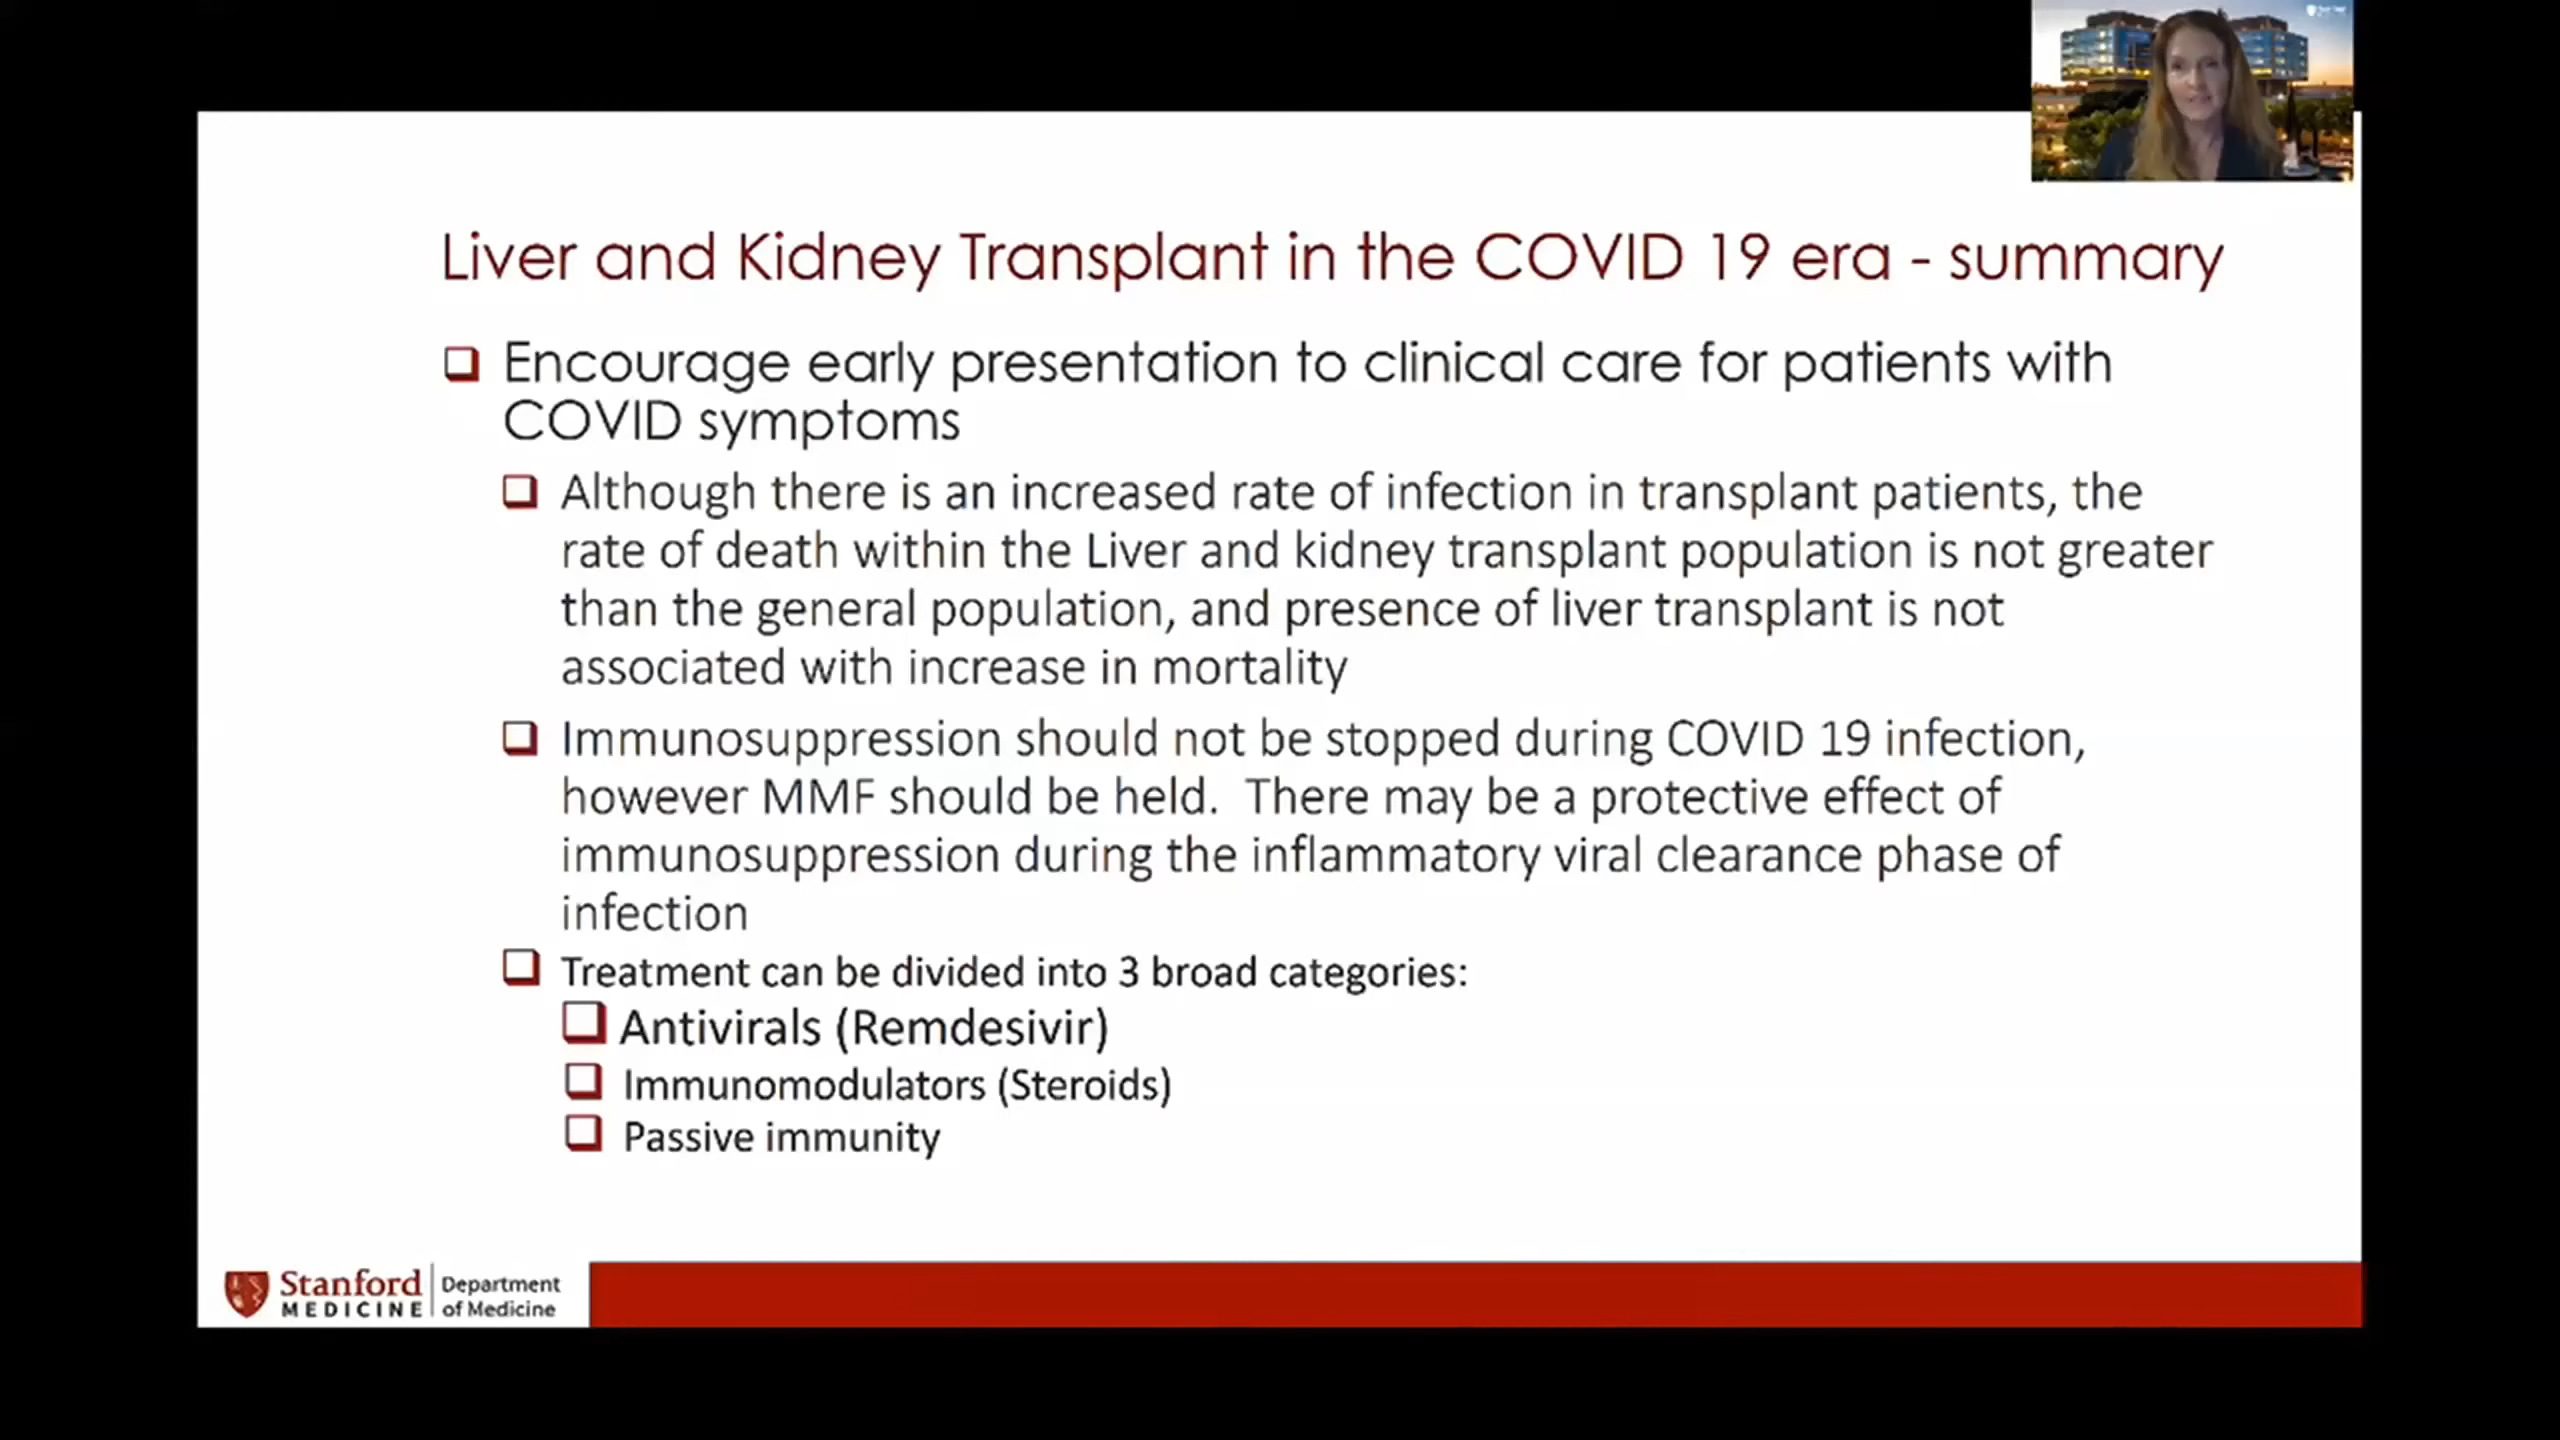 Liver and Kidney Transplant in the COVID 19 era - summary
Encourage early presentation to clinical care for patients with
COVID symptoms
Although there is an increased rate of infection in transplant patients, the
rate of death within the Liver and kidney transplant population is not greater
than the general population, and presence of liver transplant is not
associated with increase in mortality
Immunosuppression should not be stopped during COVID 19 infection,
however MMF should be held.  There may be a protective effect of
immunosuppression during the inflammatory viral clearance phase of
infection
Treatment can be divided into 3 broad categories:
Antivirals (Remdesivir)
Immunomodulators (Steroids)
Passive immunity
Stanford
MEDICINE
Department
of Medicine